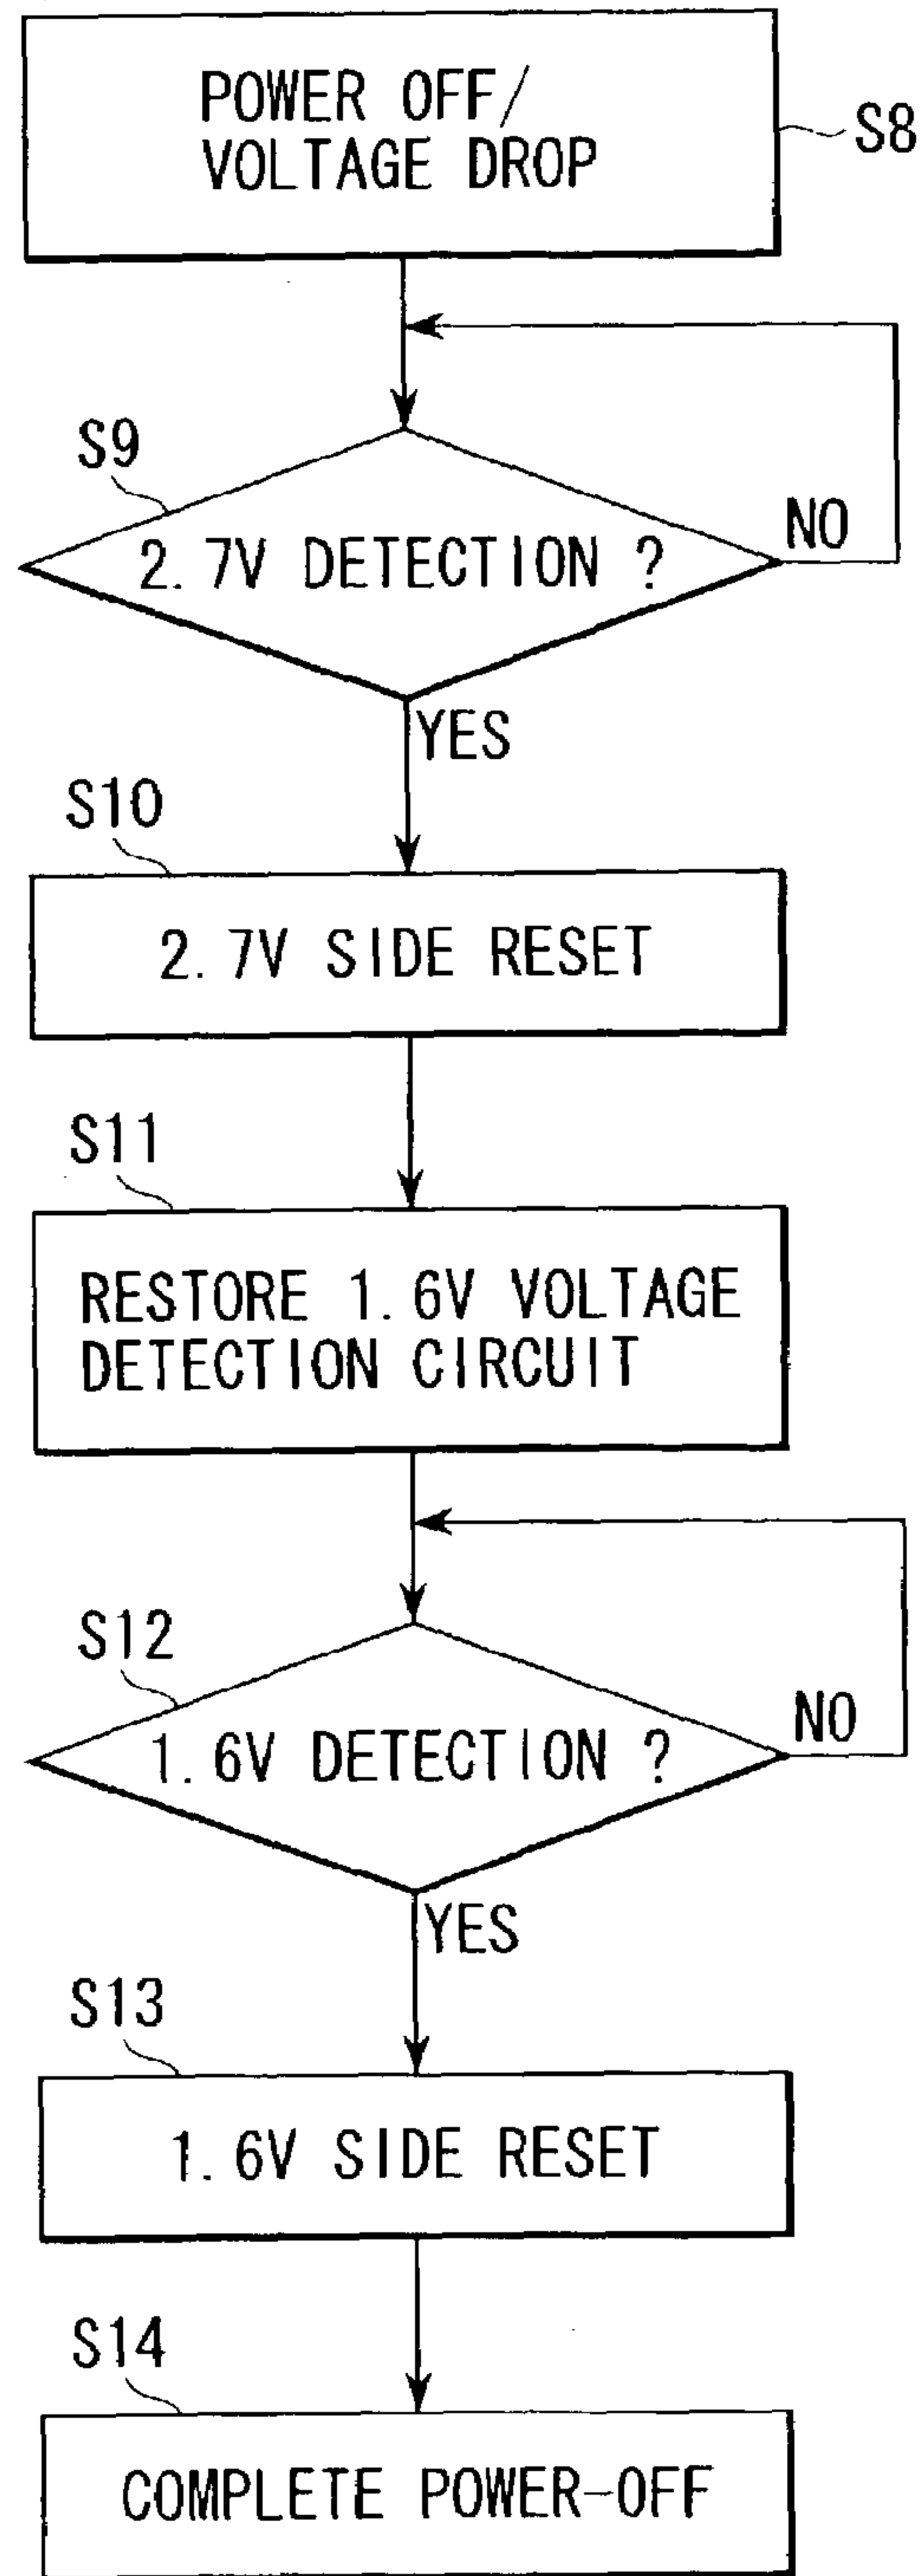 POWER OFF/
VOLTAGE DROP
S8
S9
2.7V DETECTION ?
NO
YES
S10
2.7V SIDE RESET
S11
RESTORE 1.6V VOLTAGE
DETECTION CIRCUIT
S12
1.6V DETECTION ?
NO
YES
S13
1.6V SIDE RESET
S14
COMPLETE POWER-OFF